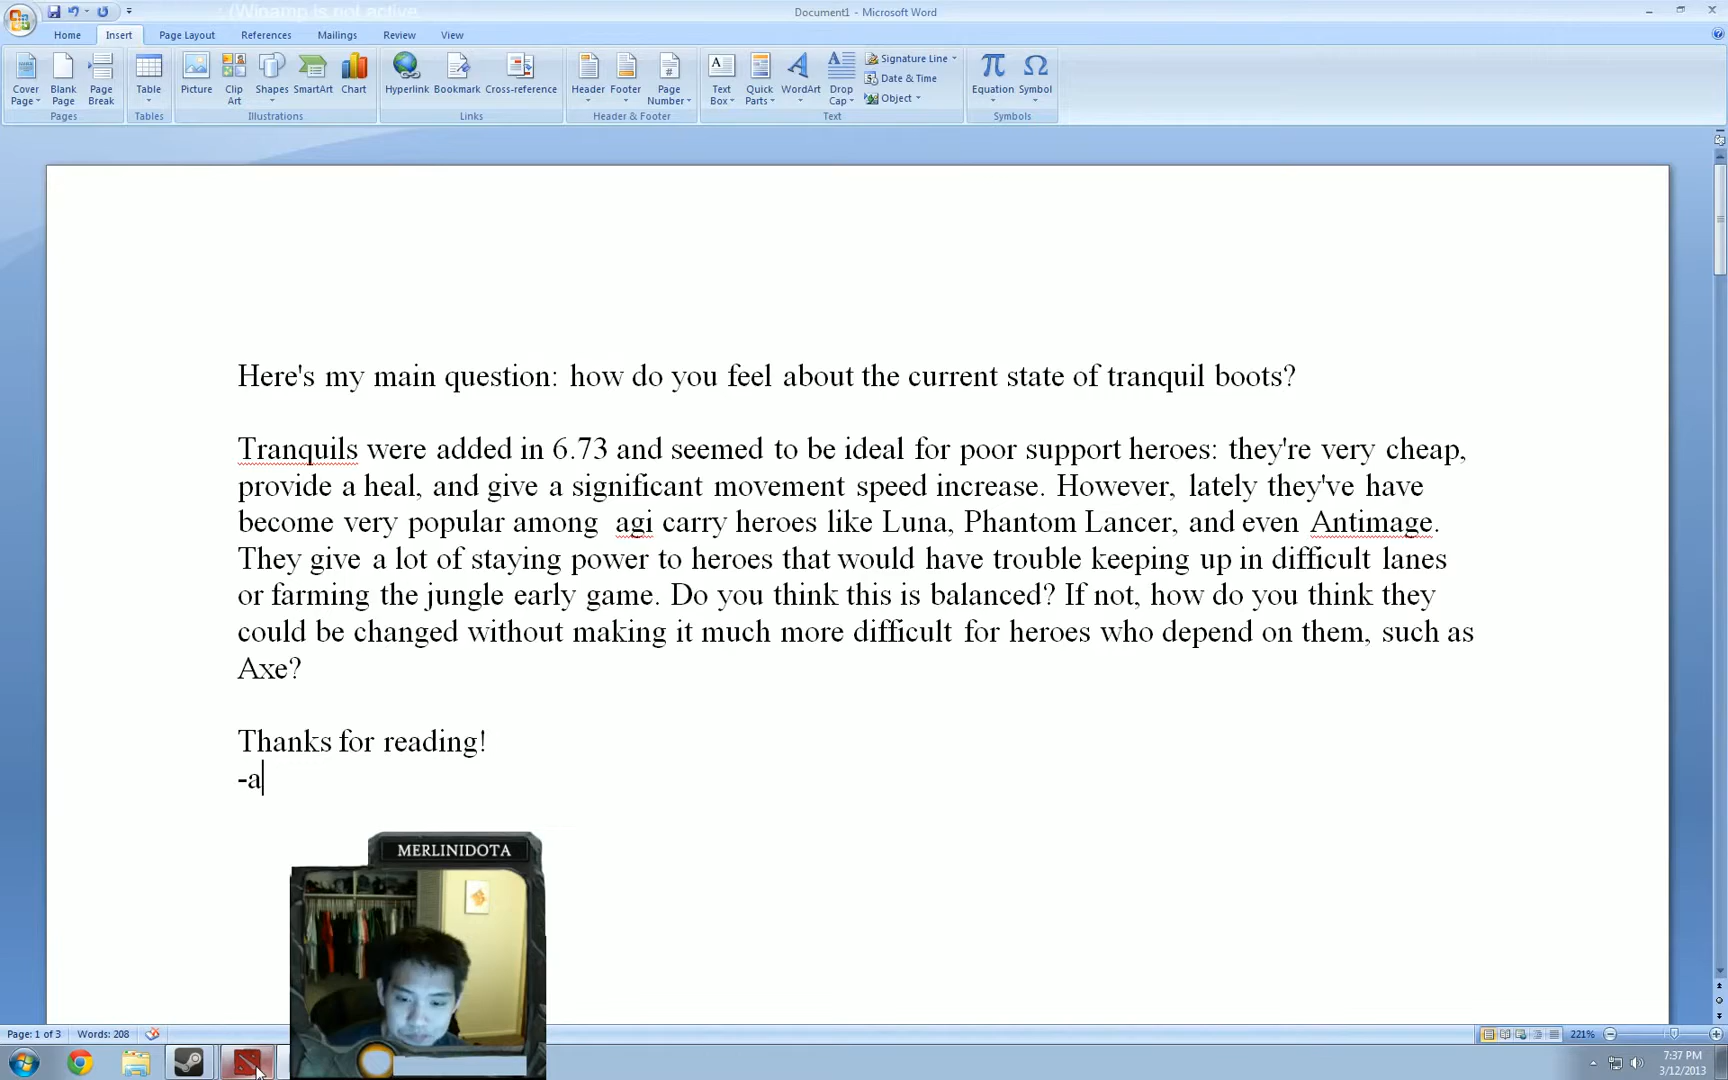 (Winamp is not active
Document1 - Microsoft Word
Home Insert Page Layout References Mailings Review View
Cover Page
Blank Page
Page Break
Table
Picture
Clip Art
Shapes
SmartArt
Chart
Hyperlink
Bookmark
Cross-reference
Header
Footer
Page Number
Text Box
Quick Parts
WordArt
Drop Cap
Signature Line
Date & Time
Object
Equation
Symbol
Pages Tables Illustrations Links Header & Footer Text Symbols
Here's my main question: how do you feel about the current state of tranquil boots?
Tranquils were added in 6.73 and seemed to be ideal for poor support heroes: they're very cheap,
provide a heal, and give a significant movement speed increase. However, lately they've have
become very popular among  agi carry heroes like Luna, Phantom Lancer, and even Antimage.
They give a lot of staying power to heroes that would have trouble keeping up in difficult lanes
or farming the jungle early game. Do you think this is balanced? If not, how do you think they
could be changed without making it much more difficult for heroes who depend on them, such as
Axe?
Thanks for reading!
-a
MERLINIDOTA
Page: 1 of 3 Words: 208 221%
7:37 PM
3/12/2013